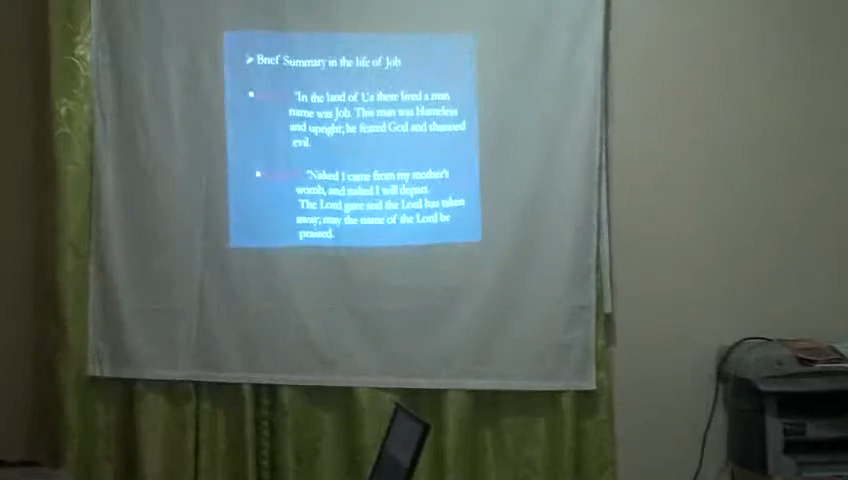 Brief Summary in the life of Job
"In the land of Uz there lived a man
name was Job. This man was blameless
and upright; he feared God and shunned
evil.
"Naked I came from my mother's
womb, and naked I will depart.
The Lord gave and the Lord has taken
away; may the name of the Lord be
praised.